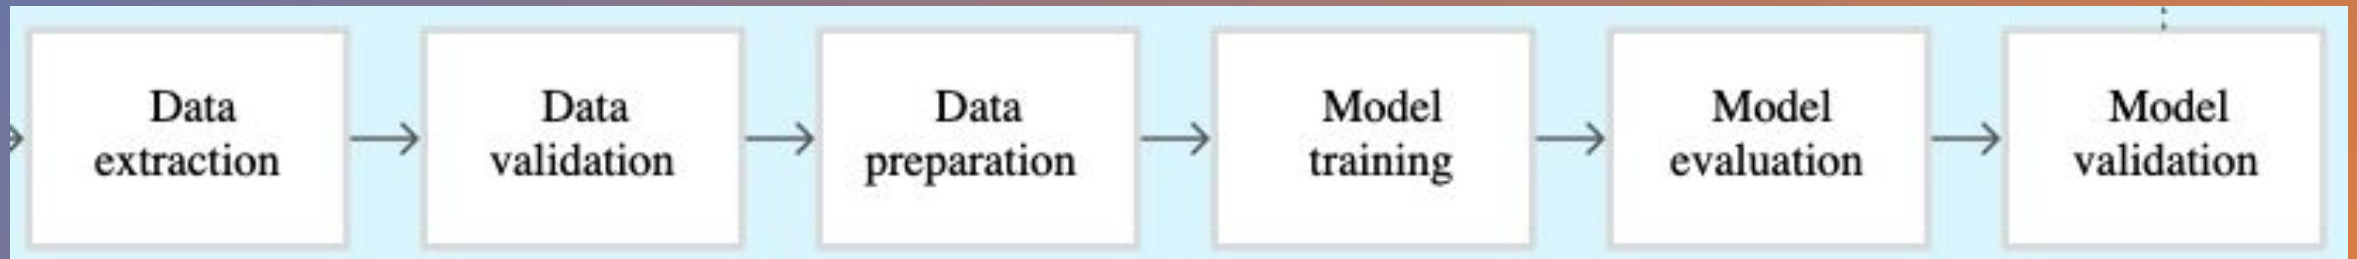 Data
extraction
Data
validation
Data
preparation
Model
training
Model
evaluation
Model
validation